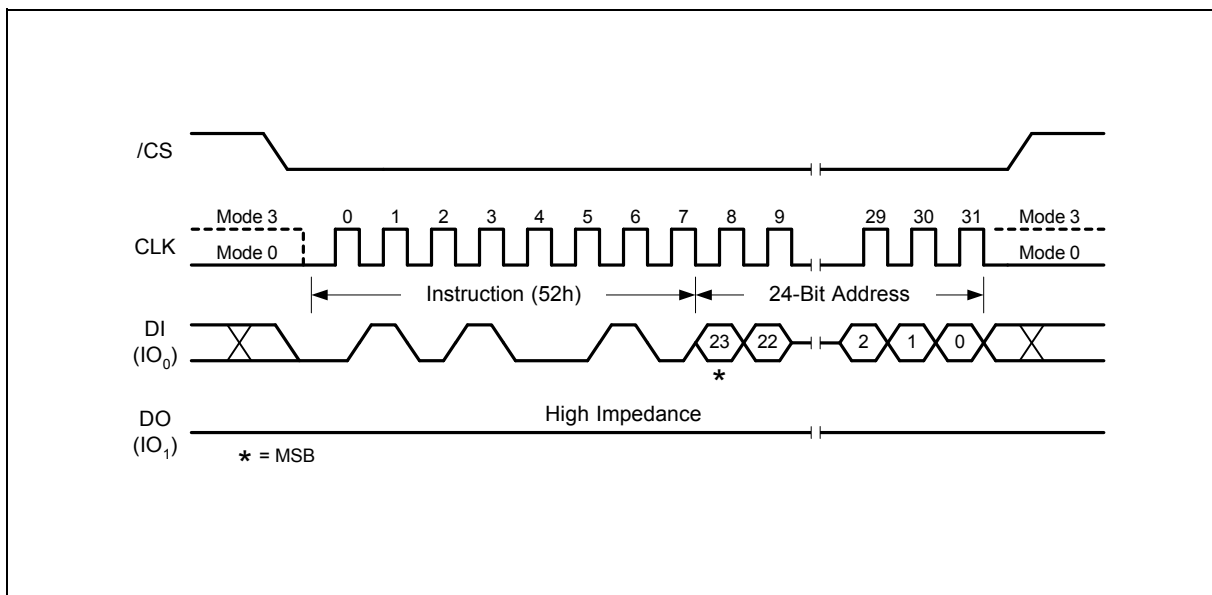 /CS
Mode 3 0 1 2 3 4 5 6 7 8 9 29 30 31 Mode 3
CLK
Mode 0 Mode 0
Instruction (52h) 24-Bit Address
DI
(IO₀)
23 22 2 1 0
*
High Impedance
DO
(IO₁)
* = MSB